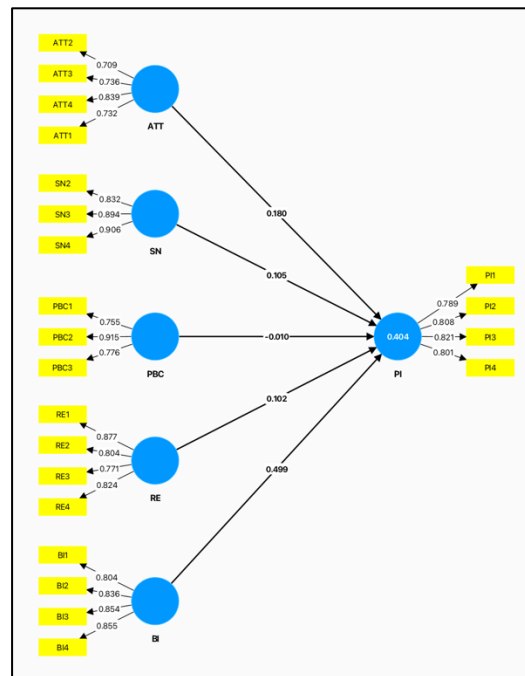 ATT2
0.709
ATT3
0.736
ATT4
0.839
ATT1
0.732
ATT
SN2
0.832
SN3
0.894
SN4
0.906
SN
PBC1
0.755
PBC2
0.915
PBC3
0.776
PBC
RE1
0.877
RE2
0.804
RE3
0.771
RE4
0.824
RE
BI1
0.804
BI2
0.836
BI3
0.854
BI4
0.855
BI
0.180
0.105
-0.010
0.102
0.499
0.404
PI
PI1
0.789
PI2
0.808
PI3
0.821
PI4
0.801